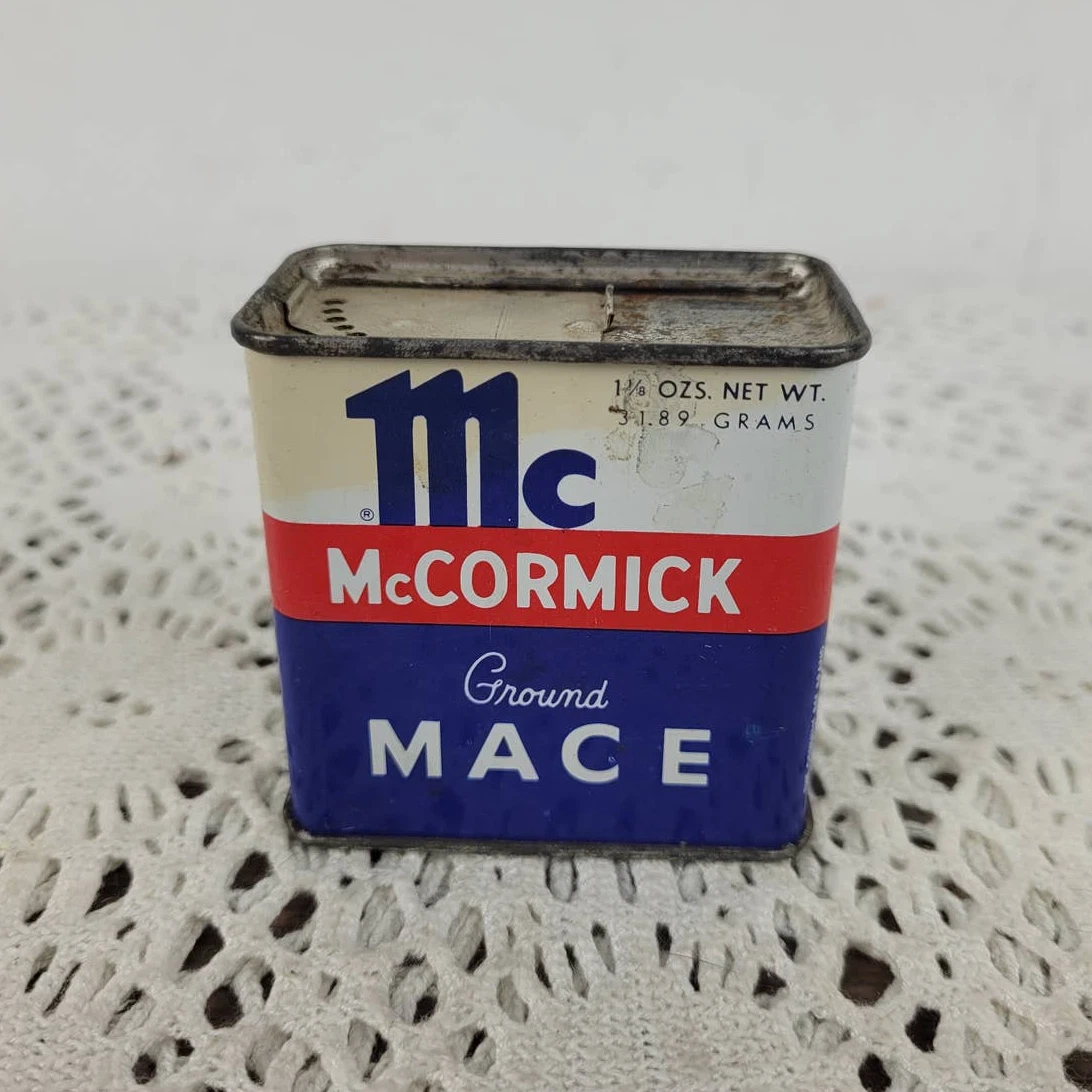 Mc
1⅛ OZS. NET WT.
31.89 GRAMS
®
McCORMICK
Ground
MACE